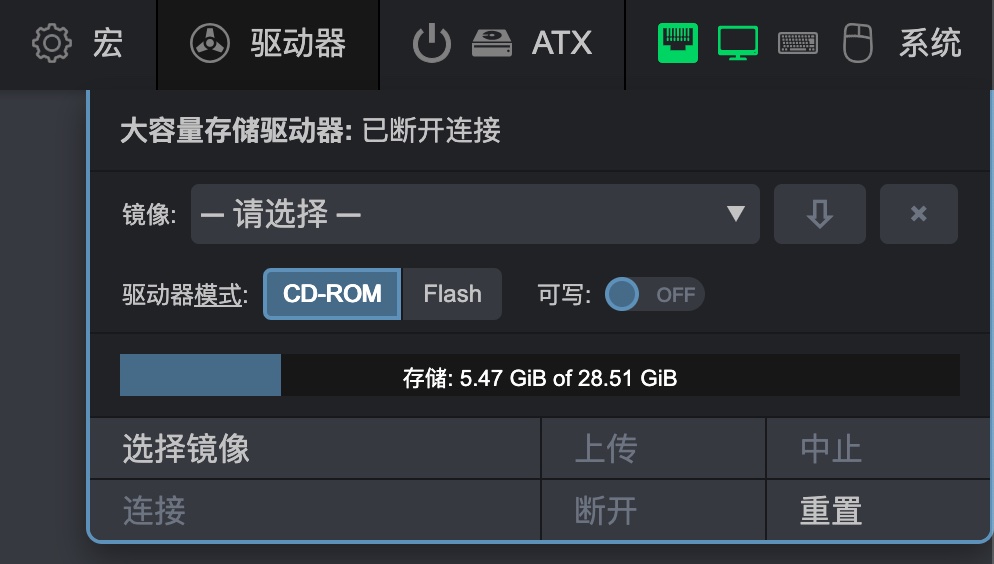 宏 驱动器 ATX 系统
大容量存储驱动器: 已断开连接
镜像: ─ 请选择 ─
驱动器模式: CD-ROM Flash 可写: OFF
存储: 5.47 GiB of 28.51 GiB
选择镜像 上传 中止
连接 断开 重置